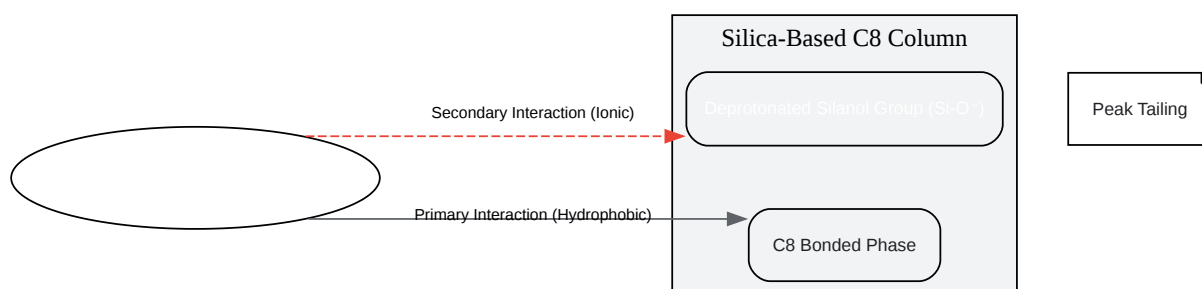 Silica-Based C8 Column
Deprotonated Silanol Group (Si-O⁻)
Secondary Interaction (Ionic)
Peak Tailing
Primary Interaction (Hydrophobic)
C8 Bonded Phase